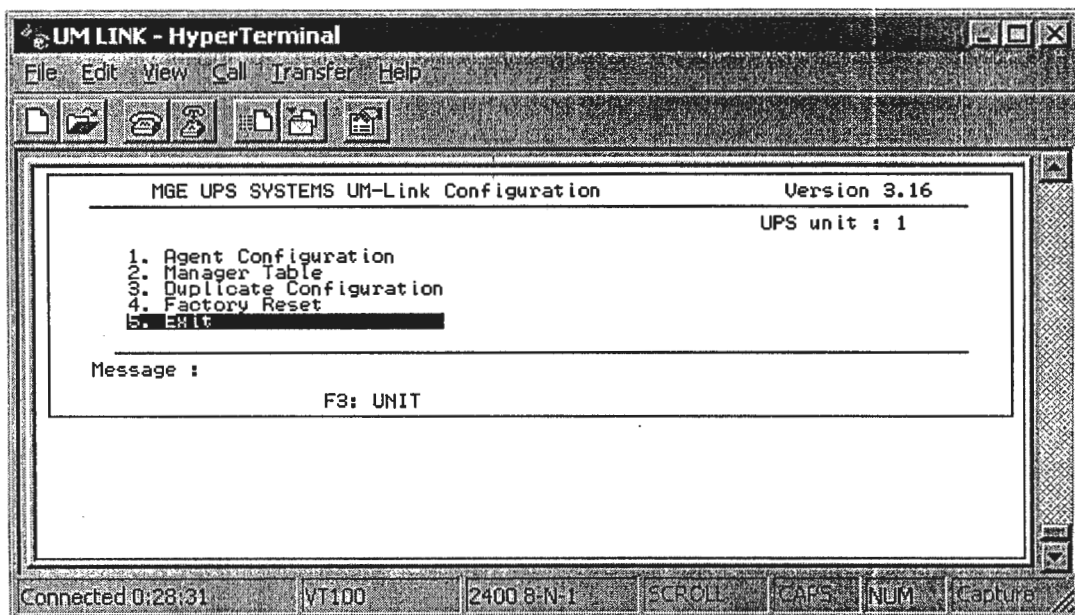 UM LINK - HyperTerminal
File Edit View Call Transfer Help
MGE UPS SYSTEMS UM-Link Configuration Version 3.16
UPS unit : 1
1. Agent Configuration
2. Manager Table
3. Duplicate Configuration
4. Factory Reset
5. Exit
Message :
F3: UNIT
Connected 0:28:31 VT100 2400 8-N-1 SCROLL CAPS NUM Capture